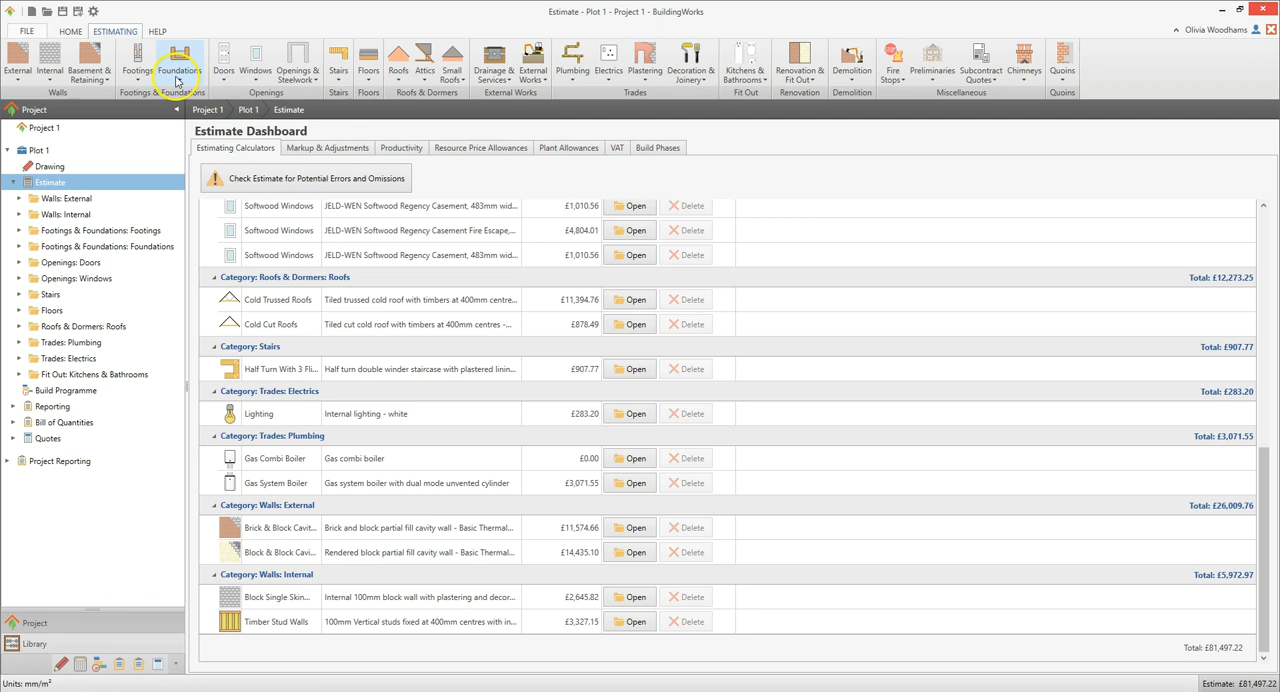 Estimate - Plot 1 - Project 1 - BuildingWorks
FILE HOME ESTIMATING HELP
Olivia Woodhams
External Internal Basement & Retaining Footings Foundations Doors Windows Openings & Steelwork Stairs Floors Roofs Attics Small Roofs Drainage & Services External Works Plumbing Electrics Plastering Decoration & Joinery Kitchens & Bathrooms Renovation & Fit Out Demolition Fire Stops Preliminaries Subcontract Quotes Chimneys Quoins
Walls Footings & Foundations Openings Stairs Floors Roofs & Dormers External Works Trades Fit Out Renovation Demolition Miscellaneous Quoins
Project
Project 1 Plot 1 Estimate
Project 1
Plot 1
Drawing
Estimate
Walls: External
Walls: Internal
Footings & Foundations: Footings
Footings & Foundations: Foundations
Openings: Doors
Openings: Windows
Stairs
Floors
Roofs & Dormers: Roofs
Trades: Plumbing
Trades: Electrics
Fit Out: Kitchens & Bathrooms
Build Programme
Reporting
Bill of Quantities
Quotes
Project Reporting
Project
Library
Estimate Dashboard
Estimating Calculators Markup & Adjustments Productivity Resource Price Allowances Plant Allowances VAT Build Phases
Check Estimate for Potential Errors and Omissions
Softwood Windows JELD-WEN Softwood Regency Casement, 483mm wid... £1,010.56 Open Delete
Softwood Windows JELD-WEN Softwood Regency Casement Fire Escape,... £4,804.01 Open Delete
Softwood Windows JELD-WEN Softwood Regency Casement, 483mm wid... £1,010.56 Open Delete
Category: Roofs & Dormers: Roofs Total: £12,273.25
Cold Trussed Roofs Tiled trussed cold roof with timbers at 400mm centre... £11,394.76 Open Delete
Cold Cut Roofs Tiled cut cold roof with timbers at 400mm centres -... £878.49 Open Delete
Category: Stairs Total: £907.77
Half Turn With 3 Fli... Half turn double winder staircase with plastered linin... £907.77 Open Delete
Category: Trades: Electrics Total: £283.20
Lighting Internal lighting - white £283.20 Open Delete
Category: Trades: Plumbing Total: £3,071.55
Gas Combi Boiler Gas combi boiler £0.00 Open Delete
Gas System Boiler Gas system boiler with dual mode unvented cylinder £3,071.55 Open Delete
Category: Walls: External Total: £26,009.76
Brick & Block Cavit... Brick and block partial fill cavity wall - Basic Thermal... £11,574.66 Open Delete
Block & Block Cavi... Rendered block partial fill cavity wall - Basic Thermal... £14,435.10 Open Delete
Category: Walls: Internal Total: £5,972.97
Block Single Skin... Internal 100mm block wall with plastering and decor... £2,645.82 Open Delete
Timber Stud Walls 100mm Vertical studs fixed at 400mm centres with in... £3,327.15 Open Delete
Total: £81,497.22
Units: mm/m² Estimate: £81,497.22